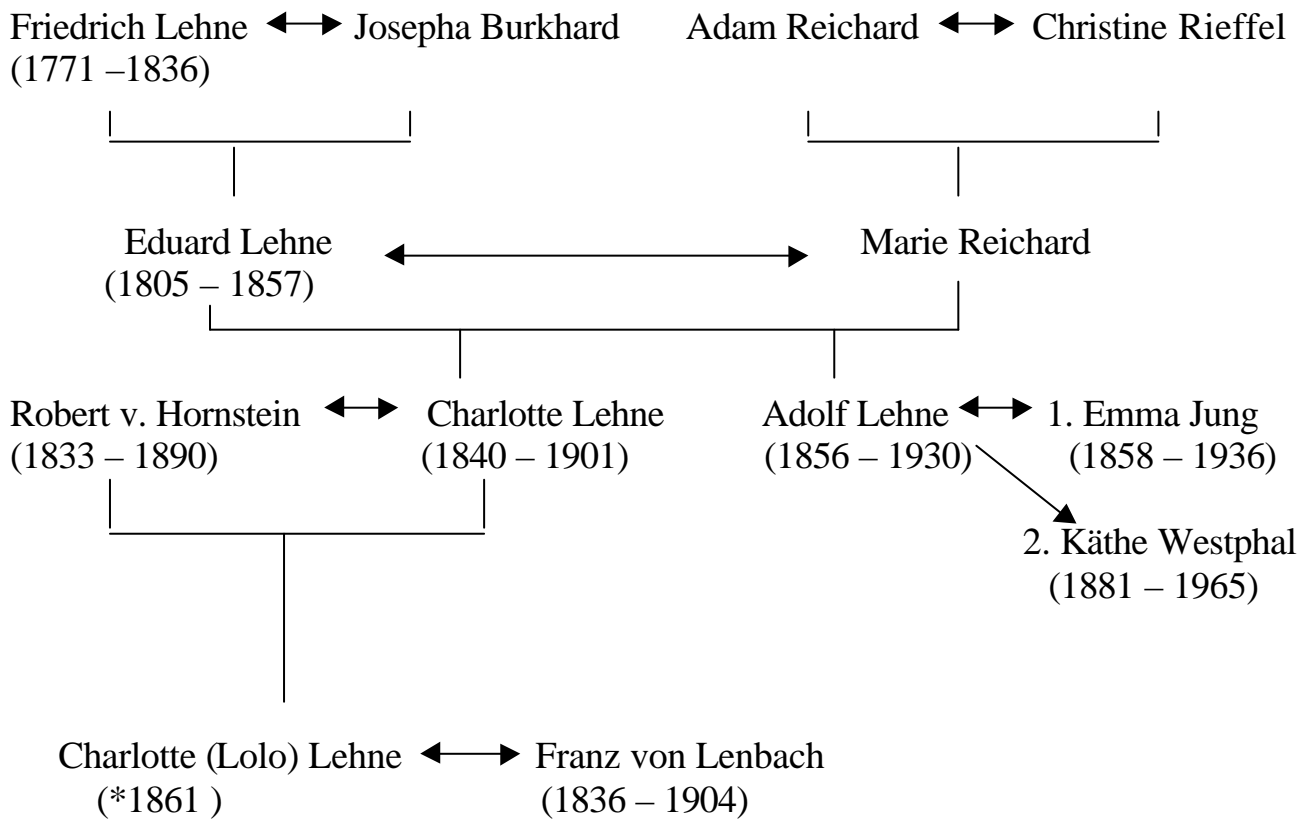 Friedrich Lehne Josepha Burkhard Adam Reichard Christine Rieffel
(1771 –1836)
Eduard Lehne Marie Reichard
(1805 – 1857)
Robert v. Hornstein Charlotte Lehne Adolf Lehne 1. Emma Jung
(1833 – 1890) (1840 – 1901) (1856 – 1930) (1858 – 1936)
2. Käthe Westphal
(1881 – 1965)
Charlotte (Lolo) Lehne Franz von Lenbach
(*1861 ) (1836 – 1904)